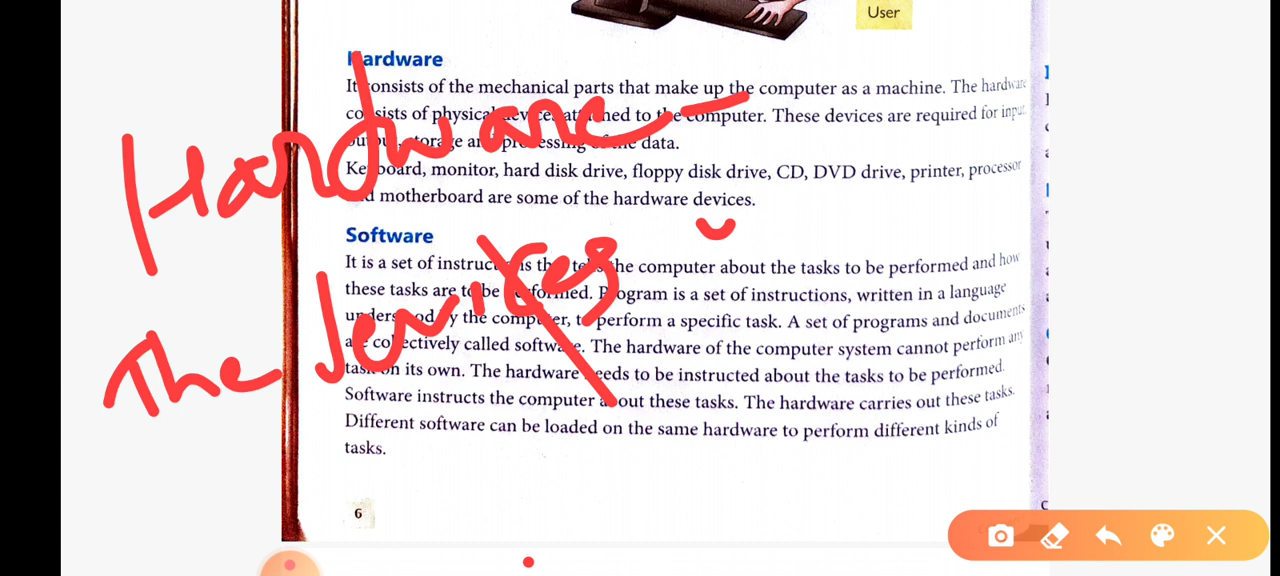 User
Hardware
It consists of the mechanical parts that make up the computer as a machine. The hardware
consists of physical devices attached to the computer. These devices are required for input,
output, storage and processing of the data.
Keyboard, monitor, hard disk drive, floppy disk drive, CD, DVD drive, printer, processor
and motherboard are some of the hardware devices.
Hardware -
Software
It is a set of instructions that tells the computer about the tasks to be performed and how
these tasks are to be performed. Program is a set of instructions, written in a language
understood by the computer, to perform a specific task. A set of programs and documents
are collectively called software. The hardware of the computer system cannot perform any
task on its own. The hardware needs to be instructed about the tasks to be performed.
Software instructs the computer about these tasks. The hardware carries out these tasks.
Different software can be loaded on the same hardware to perform different kinds of
tasks.
The
6